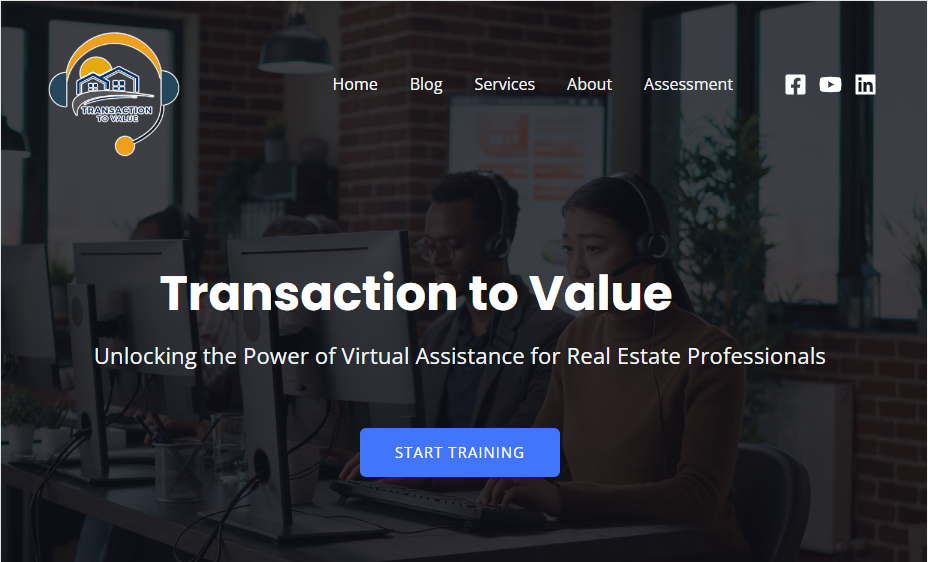 TRANSACTION
TO VALUE
Home Blog Services About Assessment
Transaction to Value
Unlocking the Power of Virtual Assistance for Real Estate Professionals
START TRAINING